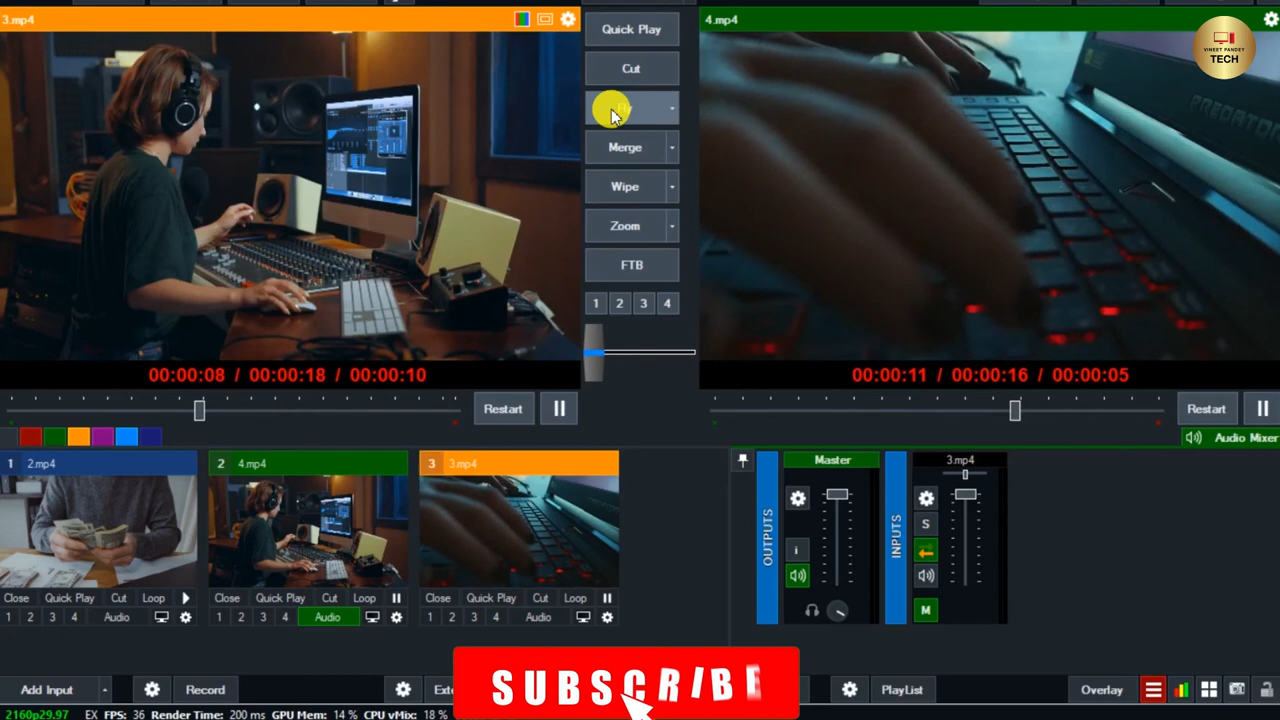 3.mp4
Quick Play
Cut
Fly
Merge
Wipe
Zoom
FTB
1 2 3 4
4.mp4
VINEET PANDEY
TECH
PREDATOR
00:00:08 / 00:00:18 / 00:00:10
00:00:11 / 00:00:16 / 00:00:05
Restart
Restart
Audio Mixer
1 2.mp4
2 4.mp4
3 3.mp4
Close Quick Play Cut Loop
1 2 3 4 Audio
Close Quick Play Cut Loop
1 2 3 4 Audio
Close Quick Play Cut Loop
1 2 3 4 Audio
OUTPUTS
Master
i
INPUTS
3.mp4
S
M
SUBSCRIBE
Add Input
Record
Exte
PlayList
Overlay
2160p29.97 EX FPS: 36 Render Time: 200 ms GPU Mem: 14 % CPU vMix: 18 %